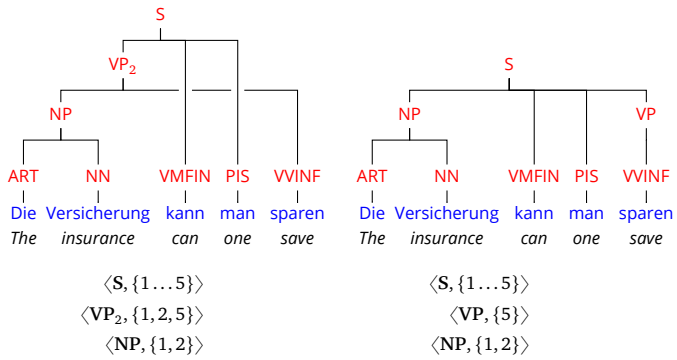 S
VP₂
S
NP
NP
VP
ART NN VMFIN PIS VVINF
ART NN VMFIN PIS VVINF
Die Versicherung kann man sparen
Die Versicherung kann man sparen
The insurance can one save
The insurance can one save
⟨S, {1 … 5}⟩
⟨S, {1 … 5}⟩
⟨VP₂, {1, 2, 5}⟩
⟨VP, {5}⟩
⟨NP, {1, 2}⟩
⟨NP, {1, 2}⟩